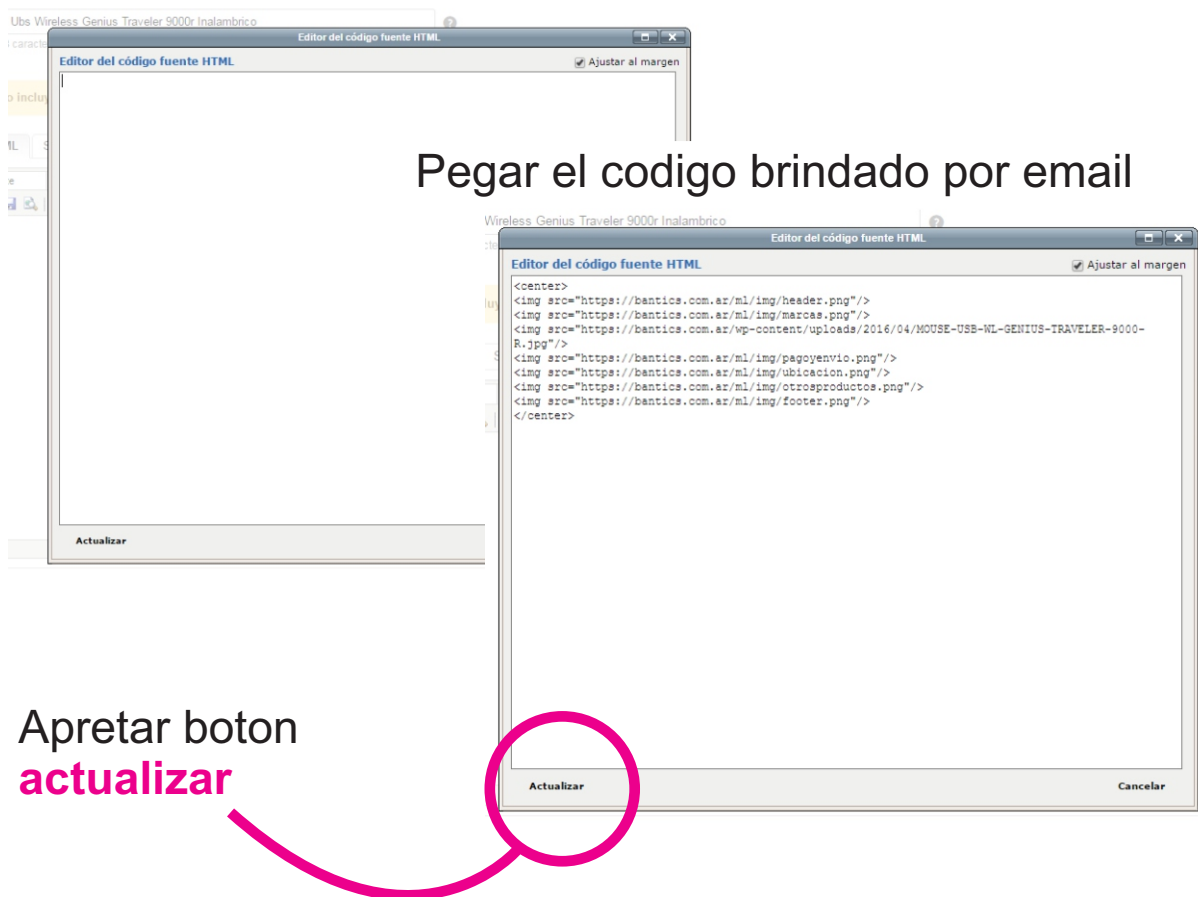 Ubs Wireless Genius Traveler 9000r Inalambrico
Editor del código fuente HTML
Editor del código fuente HTML
Ajustar al margen
Actualizar
Pegar el codigo brindado por email
Wireless Genius Traveler 9000r Inalambrico
Editor del código fuente HTML
Editor del código fuente HTML
Ajustar al margen
<center>
<img src="https://bantics.com.ar/ml/img/header.png"/>
<img src="https://bantics.com.ar/ml/img/marcas.png"/>
<img src="https://bantics.com.ar/wp-content/uploads/2016/04/MOUSE-USB-WL-GENIUS-TRAVELER-9000-
R.jpg"/>
<img src="https://bantics.com.ar/ml/img/pagoyenvio.png"/>
<img src="https://bantics.com.ar/ml/img/ubicacion.png"/>
<img src="https://bantics.com.ar/ml/img/otrosproductos.png"/>
<img src="https://bantics.com.ar/ml/img/footer.png"/>
</center>
Actualizar
Cancelar
Apretar boton
actualizar